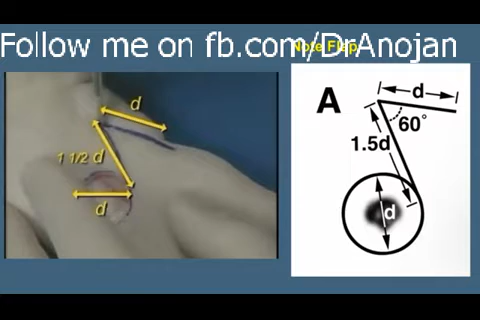 Follow me on fb.com/DrAnojan
Note Flap
d
1 1/2 d
d
A
d
60°
1.5d
d